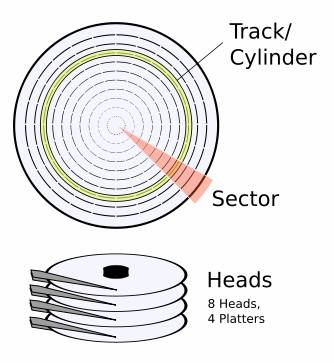 Track/
Cylinder
Sector
Heads
8 Heads,
4 Platters